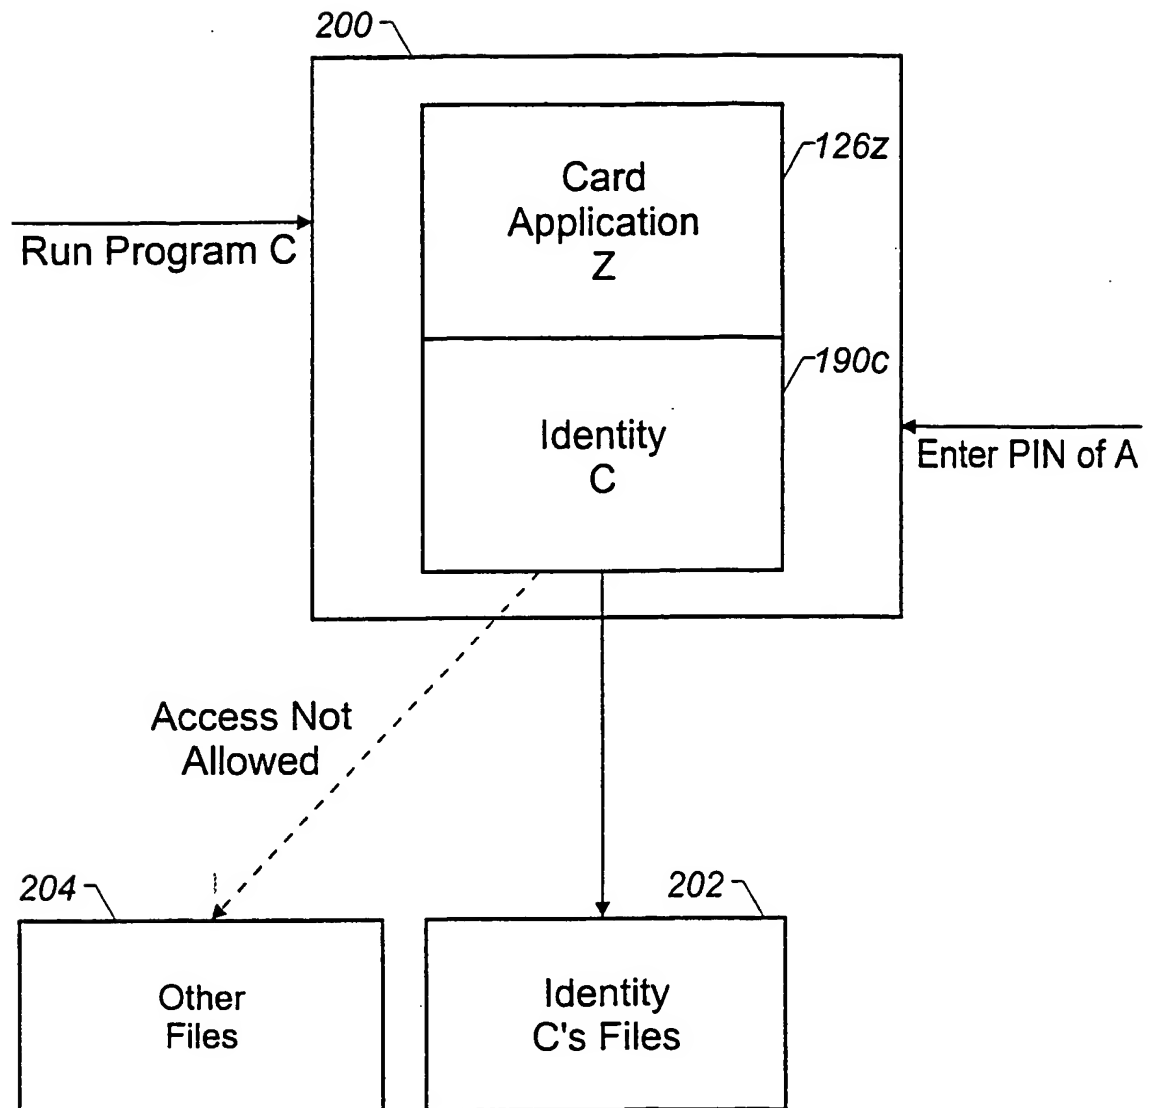 200
Card
Application
Z
126z
Run Program C
Identity
C
190c
Enter PIN of A
Access Not
Allowed
204
Other
Files
202
Identity
C's Files